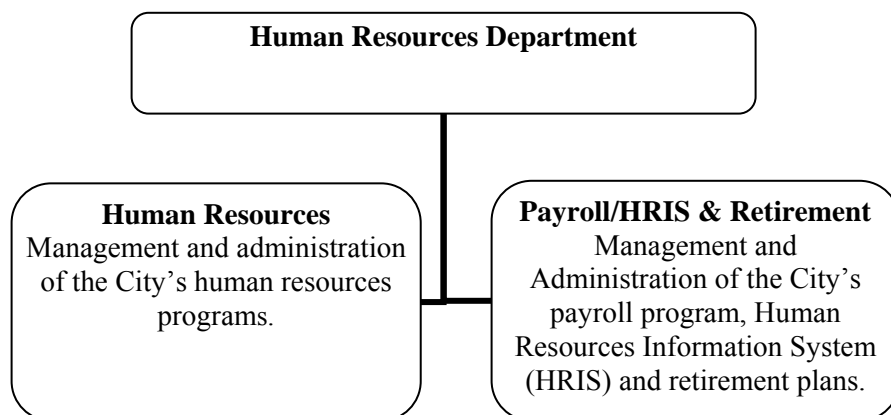 Human Resources Department
Human Resources
Management and administration
of the City’s human resources
programs.
Payroll/HRIS & Retirement
Management and
Administration of the City’s
payroll program, Human
Resources Information System
(HRIS) and retirement plans.